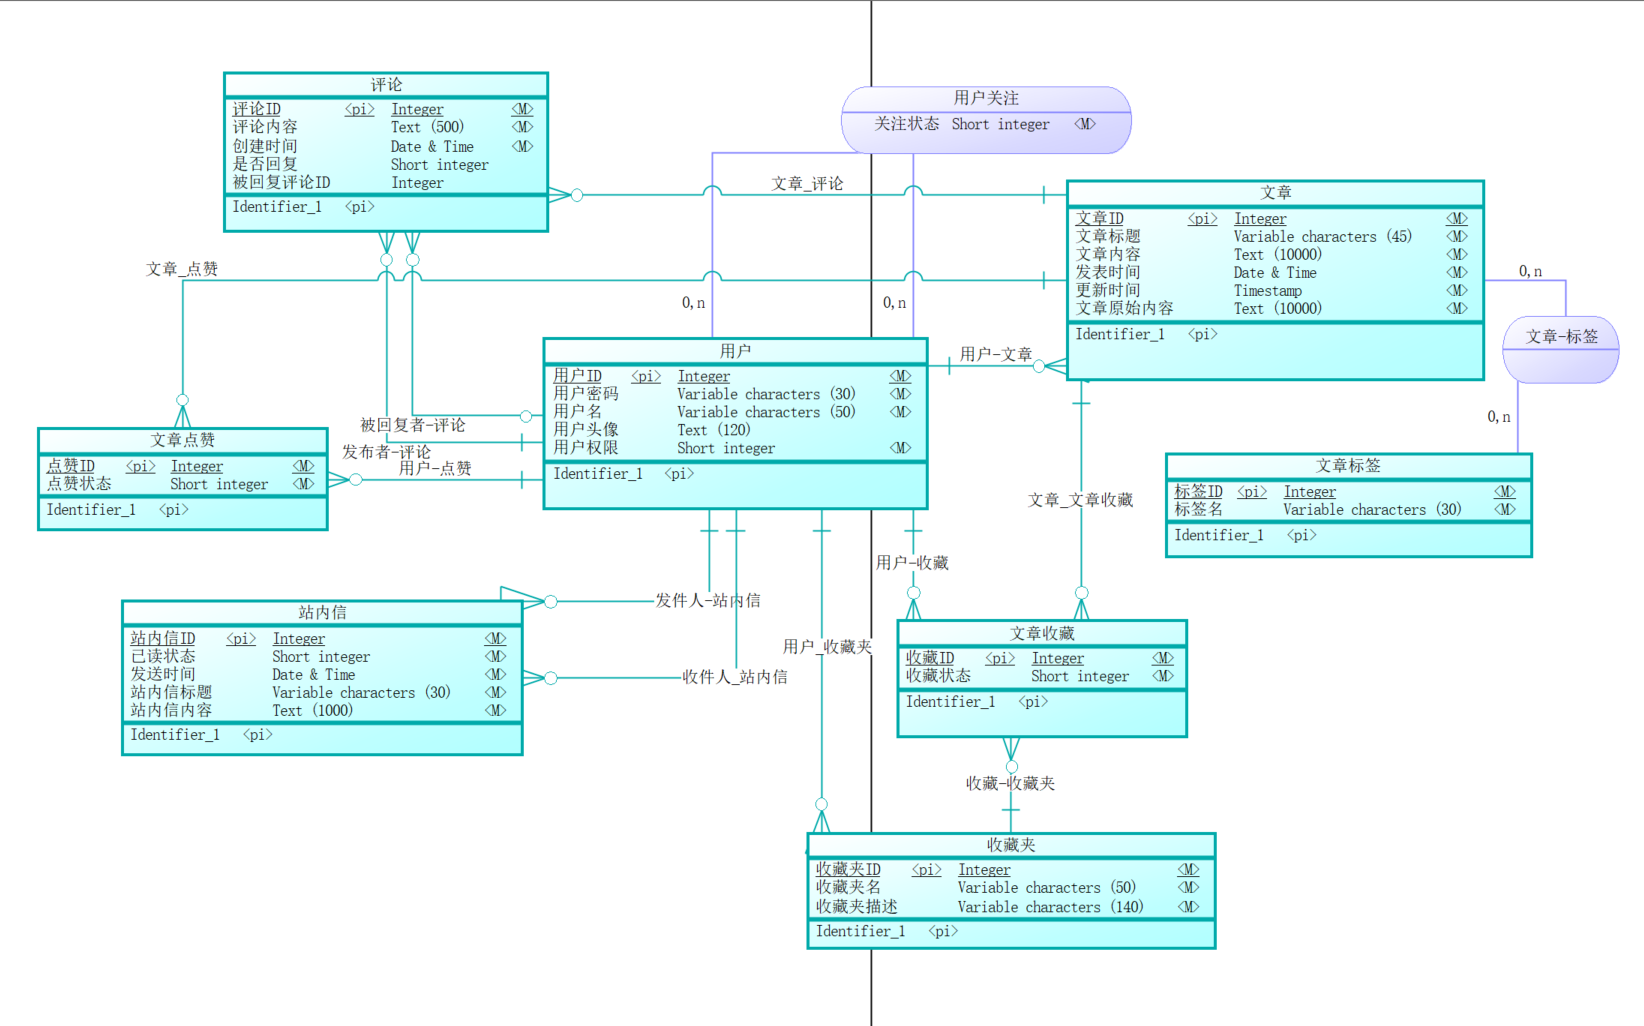 评论
评论ID <pi> Integer <M>
评论内容 Text (500) <M>
创建时间 Date & Time <M>
是否回复 Short integer
被回复评论ID Integer
Identifier_1 <pi>
用户关注
关注状态 Short integer <M>
文章_评论
文章
文章ID <pi> Integer <M>
文章标题 Variable characters (45) <M>
文章内容 Text (10000) <M>
发表时间 Date & Time <M>
更新时间 Timestamp <M>
文章原始内容 Text (10000) <M>
Identifier_1 <pi>
文章_点赞
0,n
0,n
0,n
文章-标签
0,n
用户
用户ID <pi> Integer <M>
用户密码 Variable characters (30) <M>
用户名 Variable characters (50) <M>
用户头像 Text (120)
用户权限 Short integer <M>
Identifier_1 <pi>
用户-文章
被回复者-评论
发布者-评论
用户-点赞
文章点赞
点赞ID <pi> Integer <M>
点赞状态 Short integer <M>
Identifier_1 <pi>
文章标签
标签ID <pi> Integer <M>
标签名 Variable characters (30) <M>
Identifier_1 <pi>
文章_文章收藏
用户-收藏
发件人-站内信
用户_收藏夹
收件人_站内信
站内信
站内信ID <pi> Integer <M>
已读状态 Short integer <M>
发送时间 Date & Time <M>
站内信标题 Variable characters (30) <M>
站内信内容 Text (1000) <M>
Identifier_1 <pi>
文章收藏
收藏ID <pi> Integer <M>
收藏状态 Short integer <M>
Identifier_1 <pi>
收藏-收藏夹
收藏夹
收藏夹ID <pi> Integer <M>
收藏夹名 Variable characters (50) <M>
收藏夹描述 Variable characters (140) <M>
Identifier_1 <pi>